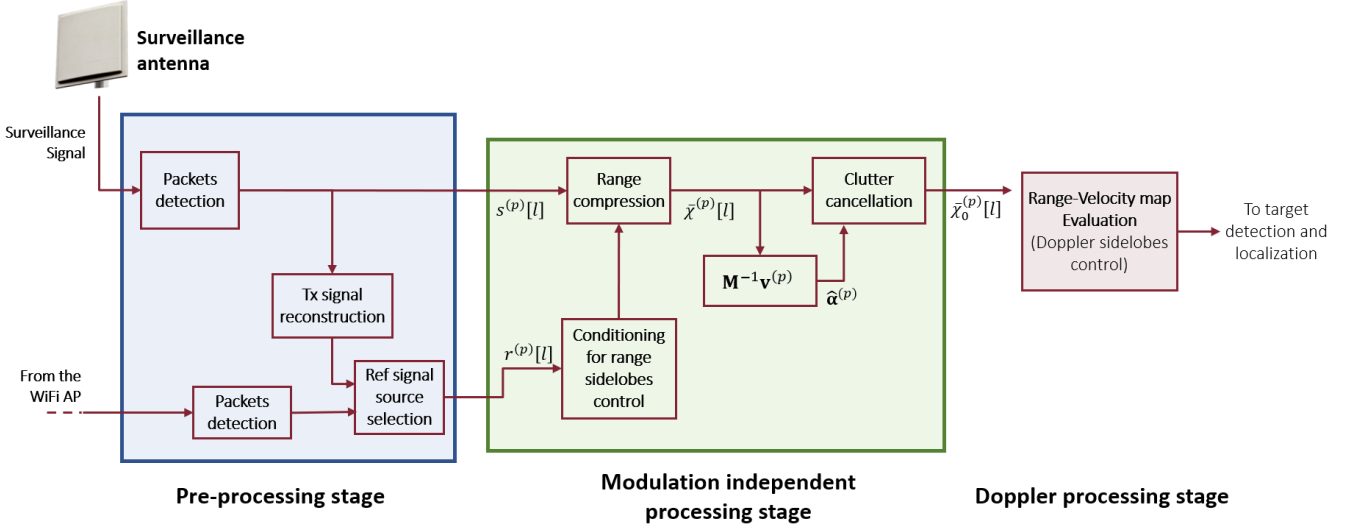 Surveillance
antenna
Surveillance
Signal
Packets
detection
Tx signal
reconstruction
From the
WiFi AP
Packets
detection
Ref signal
source
selection
Pre-processing stage
s^{(p)}[l]
Range
compression
χ̄^{(p)}[l]
Clutter
cancellation
M^{-1}v^{(p)}
α̂^{(p)}
r^{(p)}[l]
Conditioning
for range
sidelobes
control
Modulation independent
processing stage
χ̄_0^{(p)}[l]
Range-Velocity map
Evaluation
(Doppler sidelobes
control)
To target
detection and
localization
Doppler processing stage